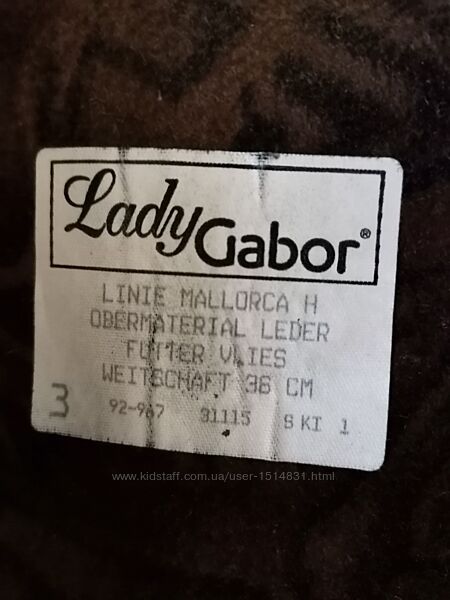 Lady Gabor®
LINIE MALLORCA H
OBERMATERIAL LEDER
FUTTER VLIES
WEITSCHAFT 36 CM
3 92-967 31115 S KI 1
www.kidstaff.com.ua/user-1514831.html